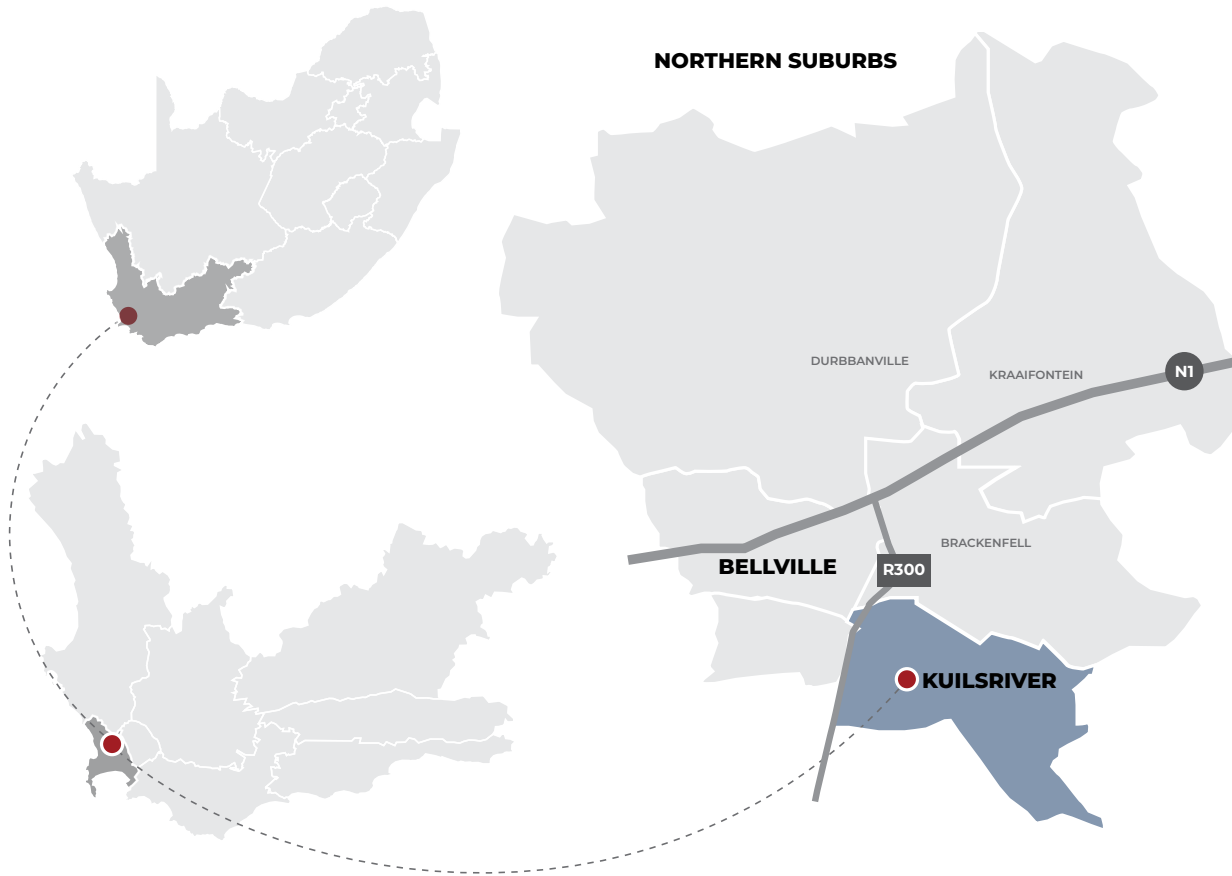 NORTHERN SUBURBS
DURBBANVILLE
KRAAIFONTEIN
N1
BRACKENFELL
BELLVILLE
R300
KUILSRIVER